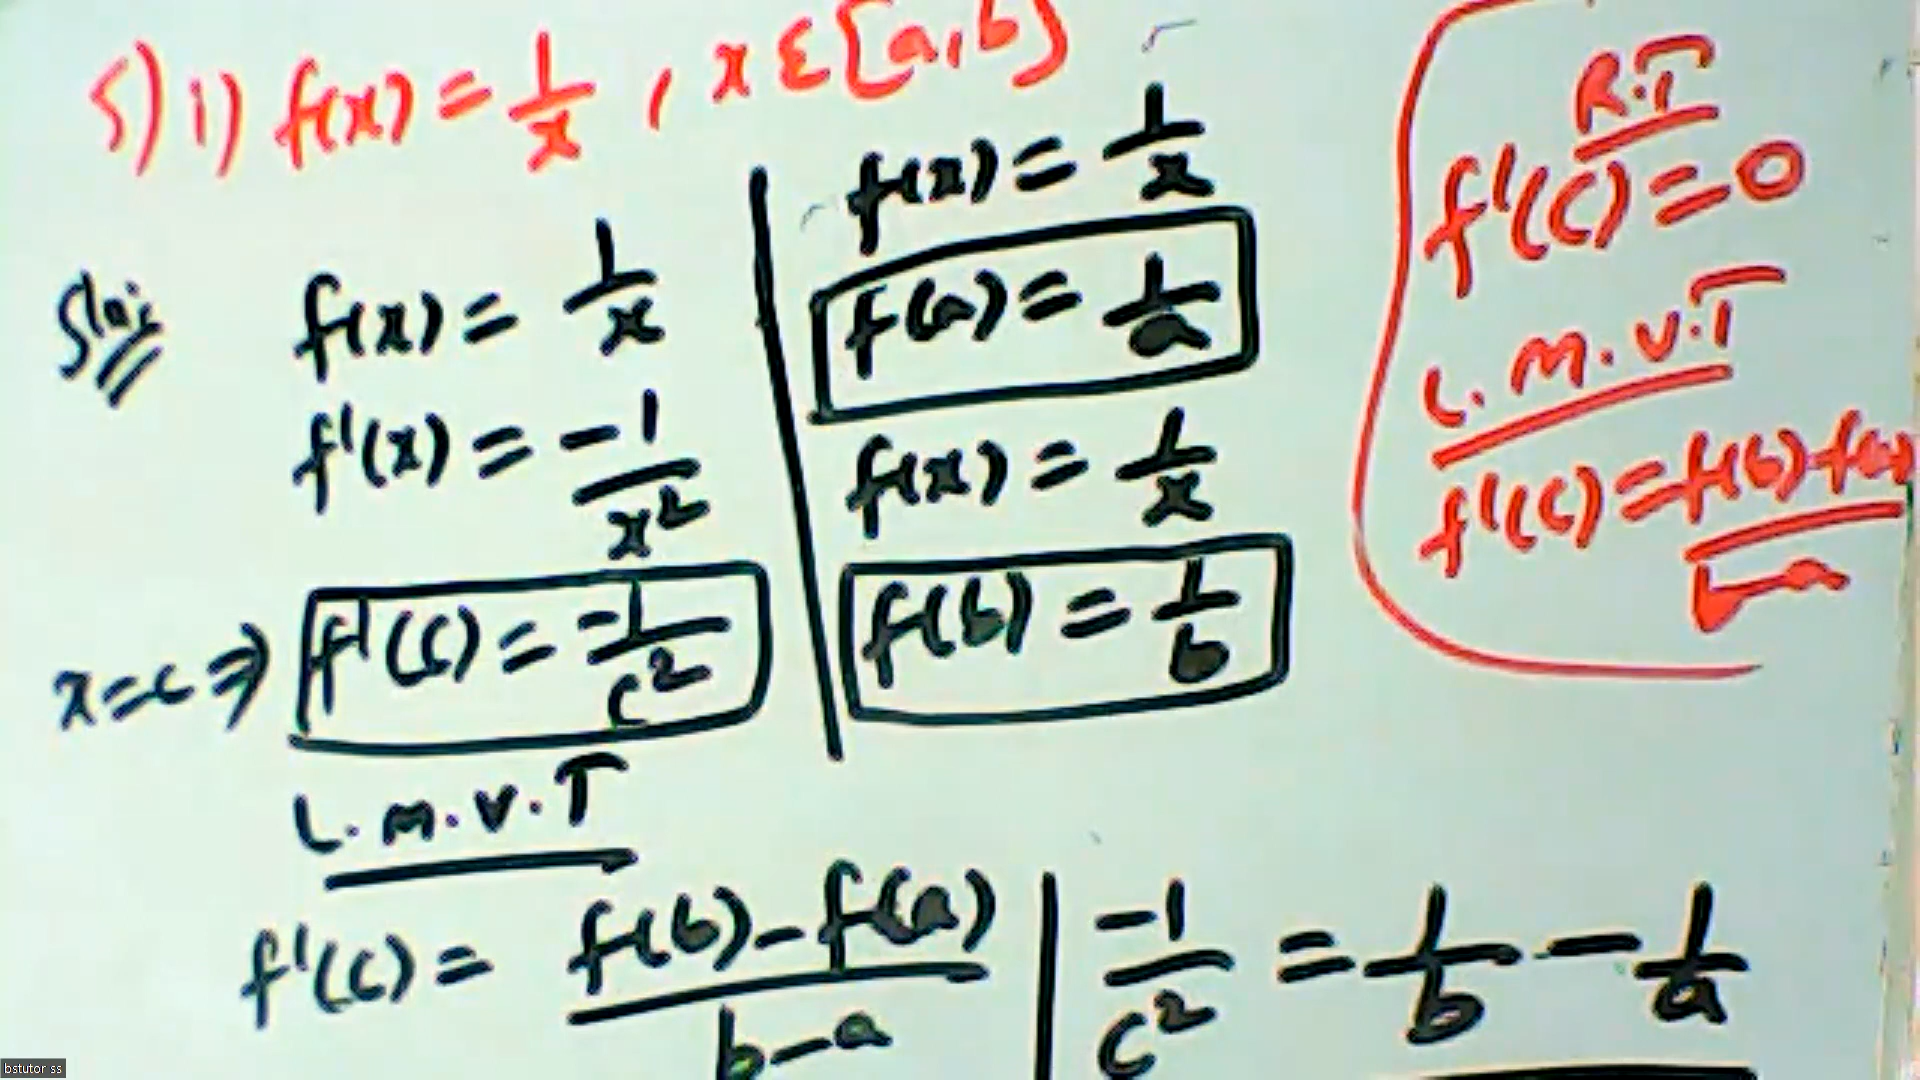 5) 1) f(x) = 1/x , x ε [a,b]
Sol:
f(x) = 1/x
f'(x) = -1/x²
x=c ⇒ f'(c) = -1/c²
f(x) = 1/x
f(a) = 1/a
f(x) = 1/x
f(b) = 1/b
R.T
f'(c) = 0
L.M.V.T
f'(c) = f(b)-f(a)/b-a
L.M.V.T
f'(c) = f(b)-f(a)/b-a
-1/c² = 1/b - 1/a
bstutor ss